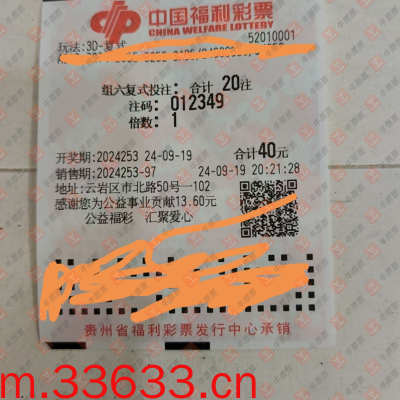 中国福利彩票
CHINA WELFARE LOTTERY
玩法:3D-复式
52010001
组六复式投注: 合计 20注
注码: 012349
倍数: 1
开奖期:2024253 24-09-19 合计40元
销售期:2024253-97 24-09-19 20:21:28
地址:云岩区市北路50号一102
感谢您为公益事业贡献13.60元
公益福彩 汇聚爱心
贵州省福利彩票发行中心承销
m.33633.cn